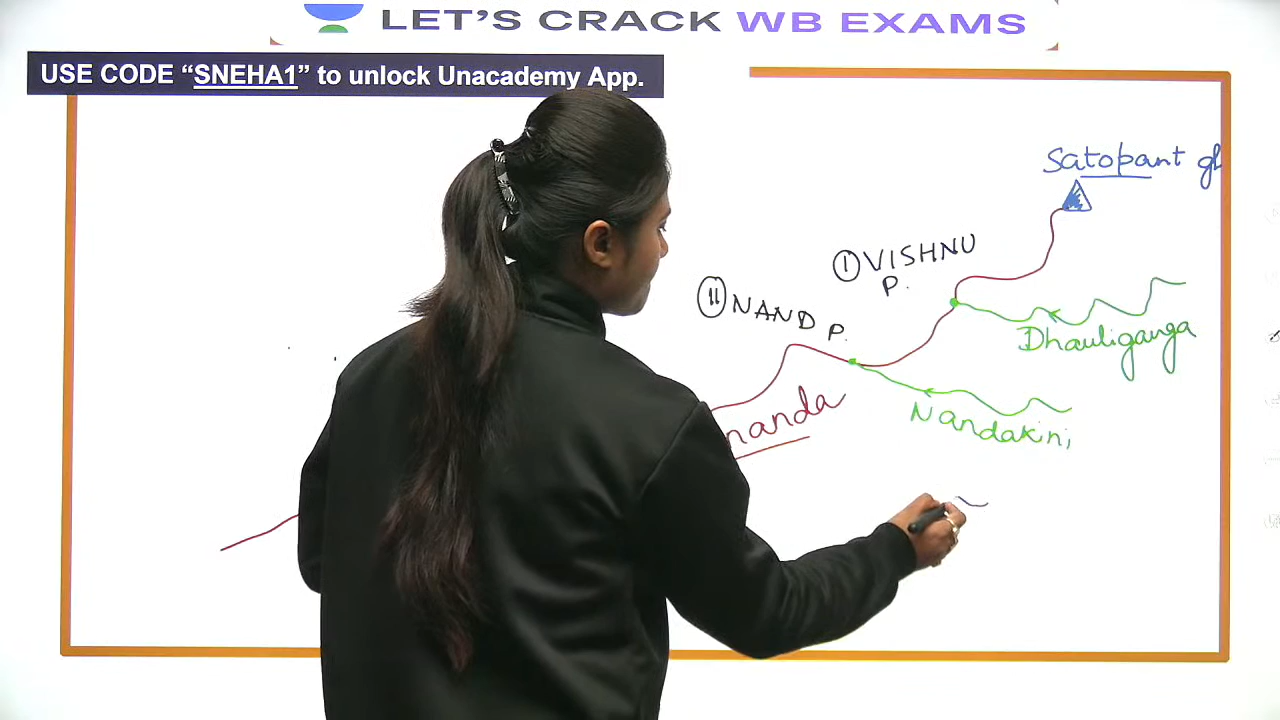 LET'S CRACK WB EXAMS
USE CODE “SNEHA1” to unlock Unacademy App.
Satopant gl
① VISHNU
P.
② NAND P.
Dhauliganga
nanda
Nandakini